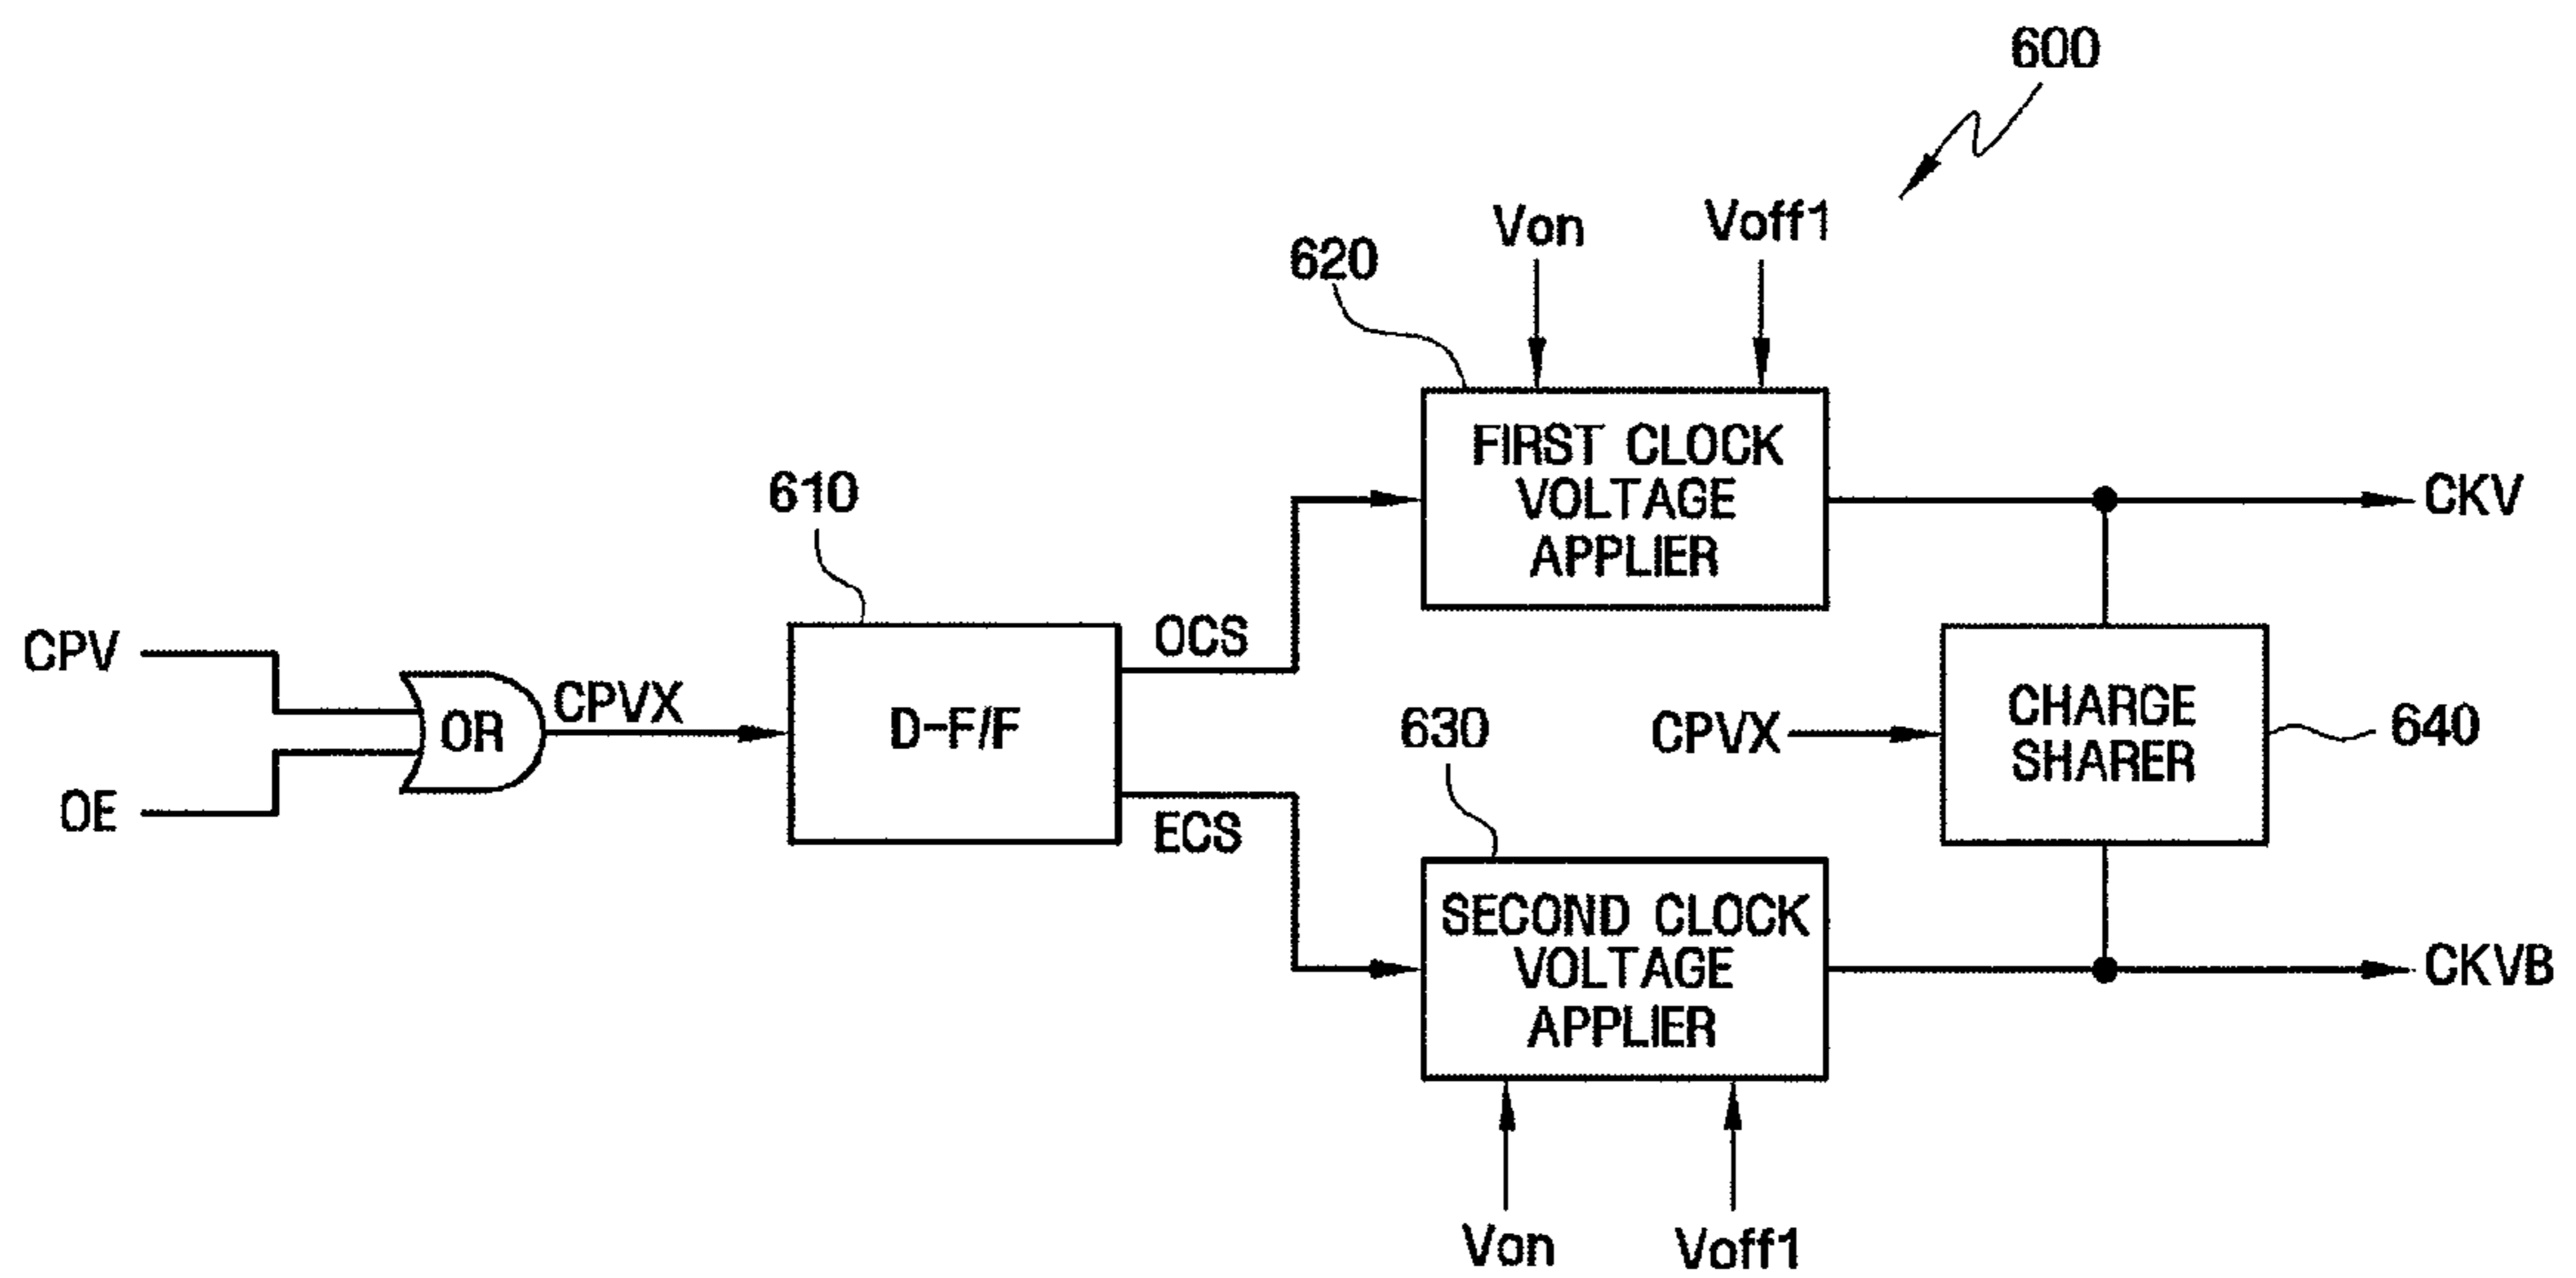 600
Von
Voff1
620
FIRST CLOCK
VOLTAGE
APPLIER
CKV
610
CPV
OE
OR
CPVX
D-F/F
OCS
ECS
CPVX
CHARGE
SHARER
640
630
SECOND CLOCK
VOLTAGE
APPLIER
CKVB
Von
Voff1